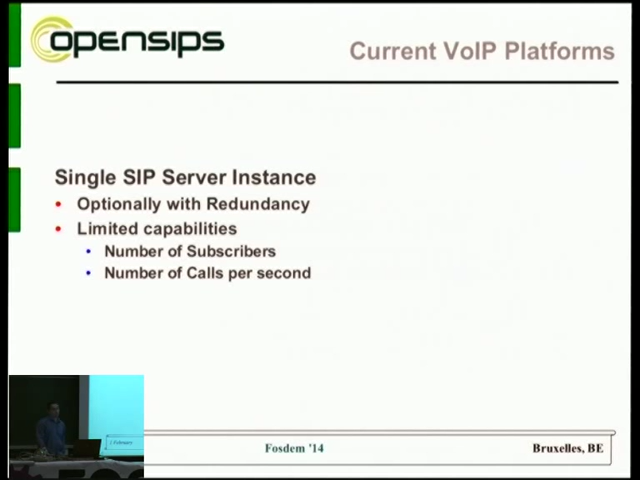 opensips
Current VoIP Platforms
Single SIP Server Instance
• Optionally with Redundancy
• Limited capabilities
• Number of Subscribers
• Number of Calls per second
Fosdem '14
Bruxelles, BE